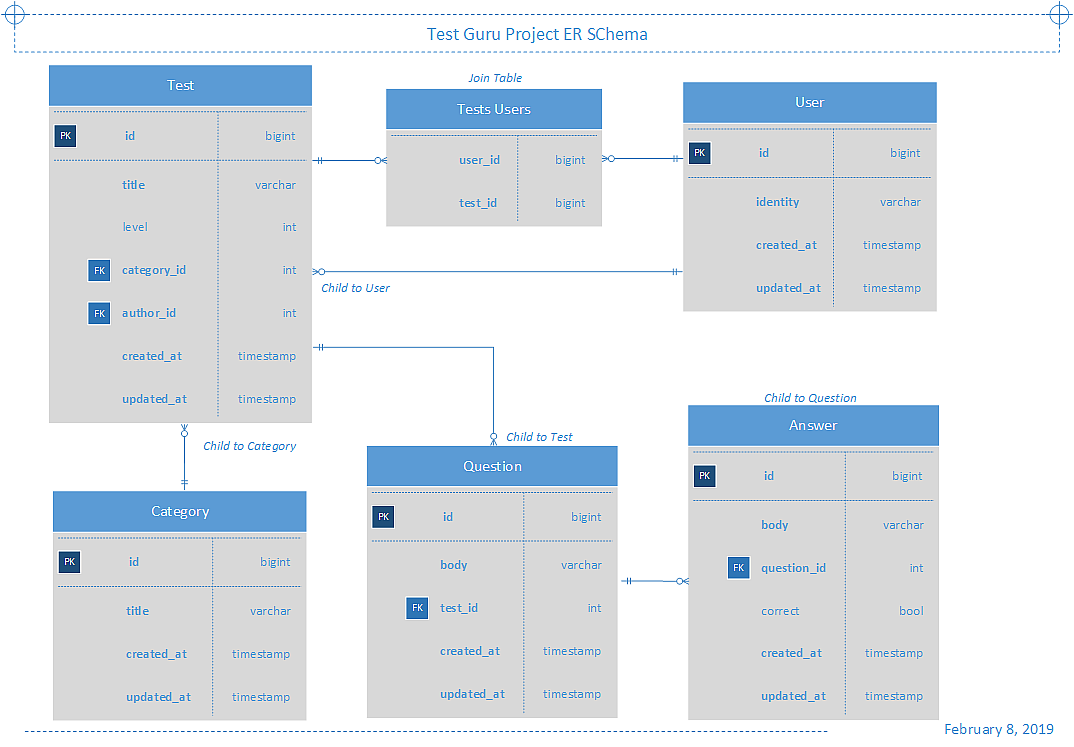 Test Guru Project ER SChema
Test
PK id bigint
title varchar
level int
FK category_id int
FK author_id int
created_at timestamp
updated_at timestamp
Join Table
Tests Users
user_id bigint
test_id bigint
User
PK id bigint
identity varchar
created_at timestamp
updated_at timestamp
Child to User
Child to Category
Child to Test
Child to Question
Category
PK id bigint
title varchar
created_at timestamp
updated_at timestamp
Question
PK id bigint
body varchar
FK test_id int
created_at timestamp
updated_at timestamp
Answer
PK id bigint
body varchar
FK question_id int
correct bool
created_at timestamp
updated_at timestamp
February 8, 2019